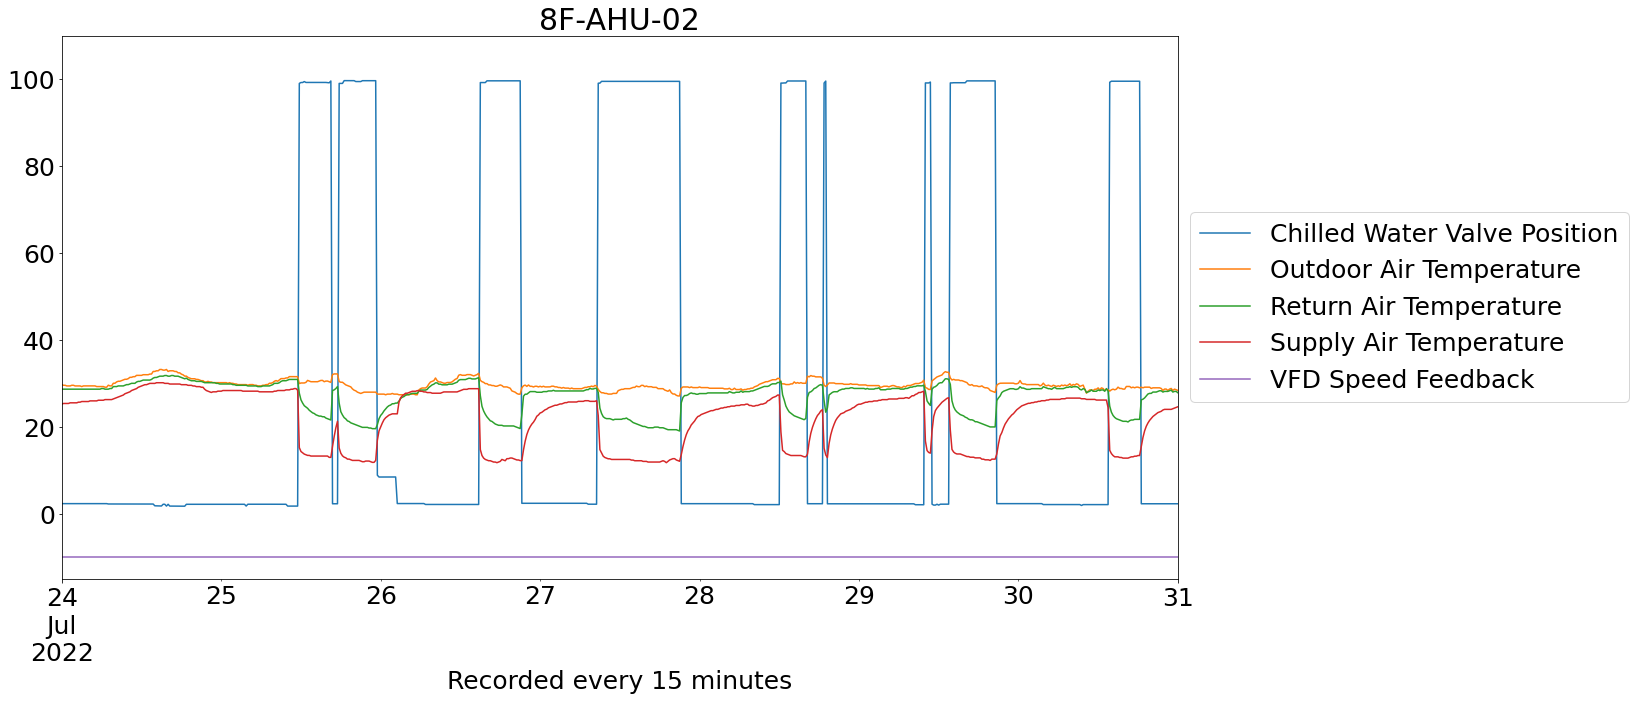 8F-AHU-02
100
80
60
40
20
0
24 25 26 27 28 29 30 31
Jul
2022
Recorded every 15 minutes
Chilled Water Valve Position
Outdoor Air Temperature
Return Air Temperature
Supply Air Temperature
VFD Speed Feedback